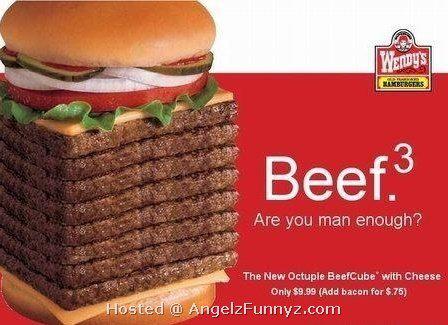 WENDY'S
OLD FASHIONED
HAMBURGERS
Beef.³
Are you man enough?
The New Octuple BeefCube* with Cheese
Only $9.99 (Add bacon for $.75)
Hosted @ AngelzFunnyz.com